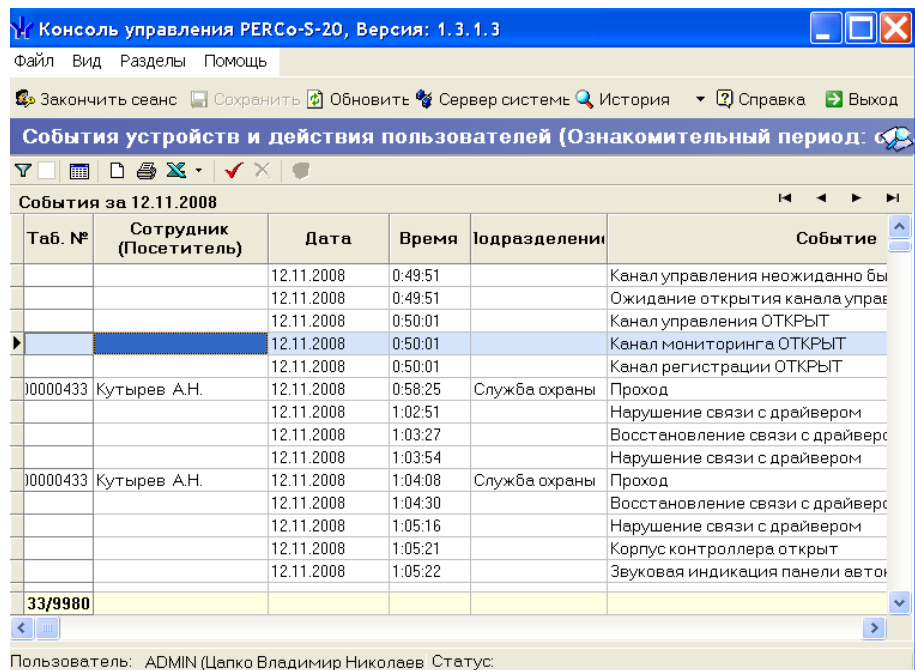 Консоль управления PERCo-S-20, Версия: 1.3.1.3
Файл Вид Разделы Помощь
Закончить сеанс Сохранить Обновить Сервер системы История Справка Выход
События устройств и действия пользователей (Ознакомительный период:
События за 12.11.2008
Таб. № Сотрудник (Посетитель) Дата Время Подразделени Событие
12.11.2008 0:49:51 Канал управления неожиданно бы
12.11.2008 0:49:51 Ожидание открытия канала управ
12.11.2008 0:50:01 Канал управления ОТКРЫТ
12.11.2008 0:50:01 Канал мониторинга ОТКРЫТ
12.11.2008 0:50:01 Канал регистрации ОТКРЫТ
00000433 Кутырев А.Н. 12.11.2008 0:58:25 Служба охраны Проход
12.11.2008 1:02:51 Нарушение связи с драйвером
12.11.2008 1:03:27 Восстановление связи с драйверо
12.11.2008 1:03:54 Нарушение связи с драйвером
00000433 Кутырев А.Н. 12.11.2008 1:04:08 Служба охраны Проход
12.11.2008 1:04:30 Восстановление связи с драйверо
12.11.2008 1:05:16 Нарушение связи с драйвером
12.11.2008 1:05:21 Корпус контроллера открыт
12.11.2008 1:05:22 Звуковая индикация панели авто
33/9980
Пользователь: ADMIN (Цапко Владимир Николаев Статус: